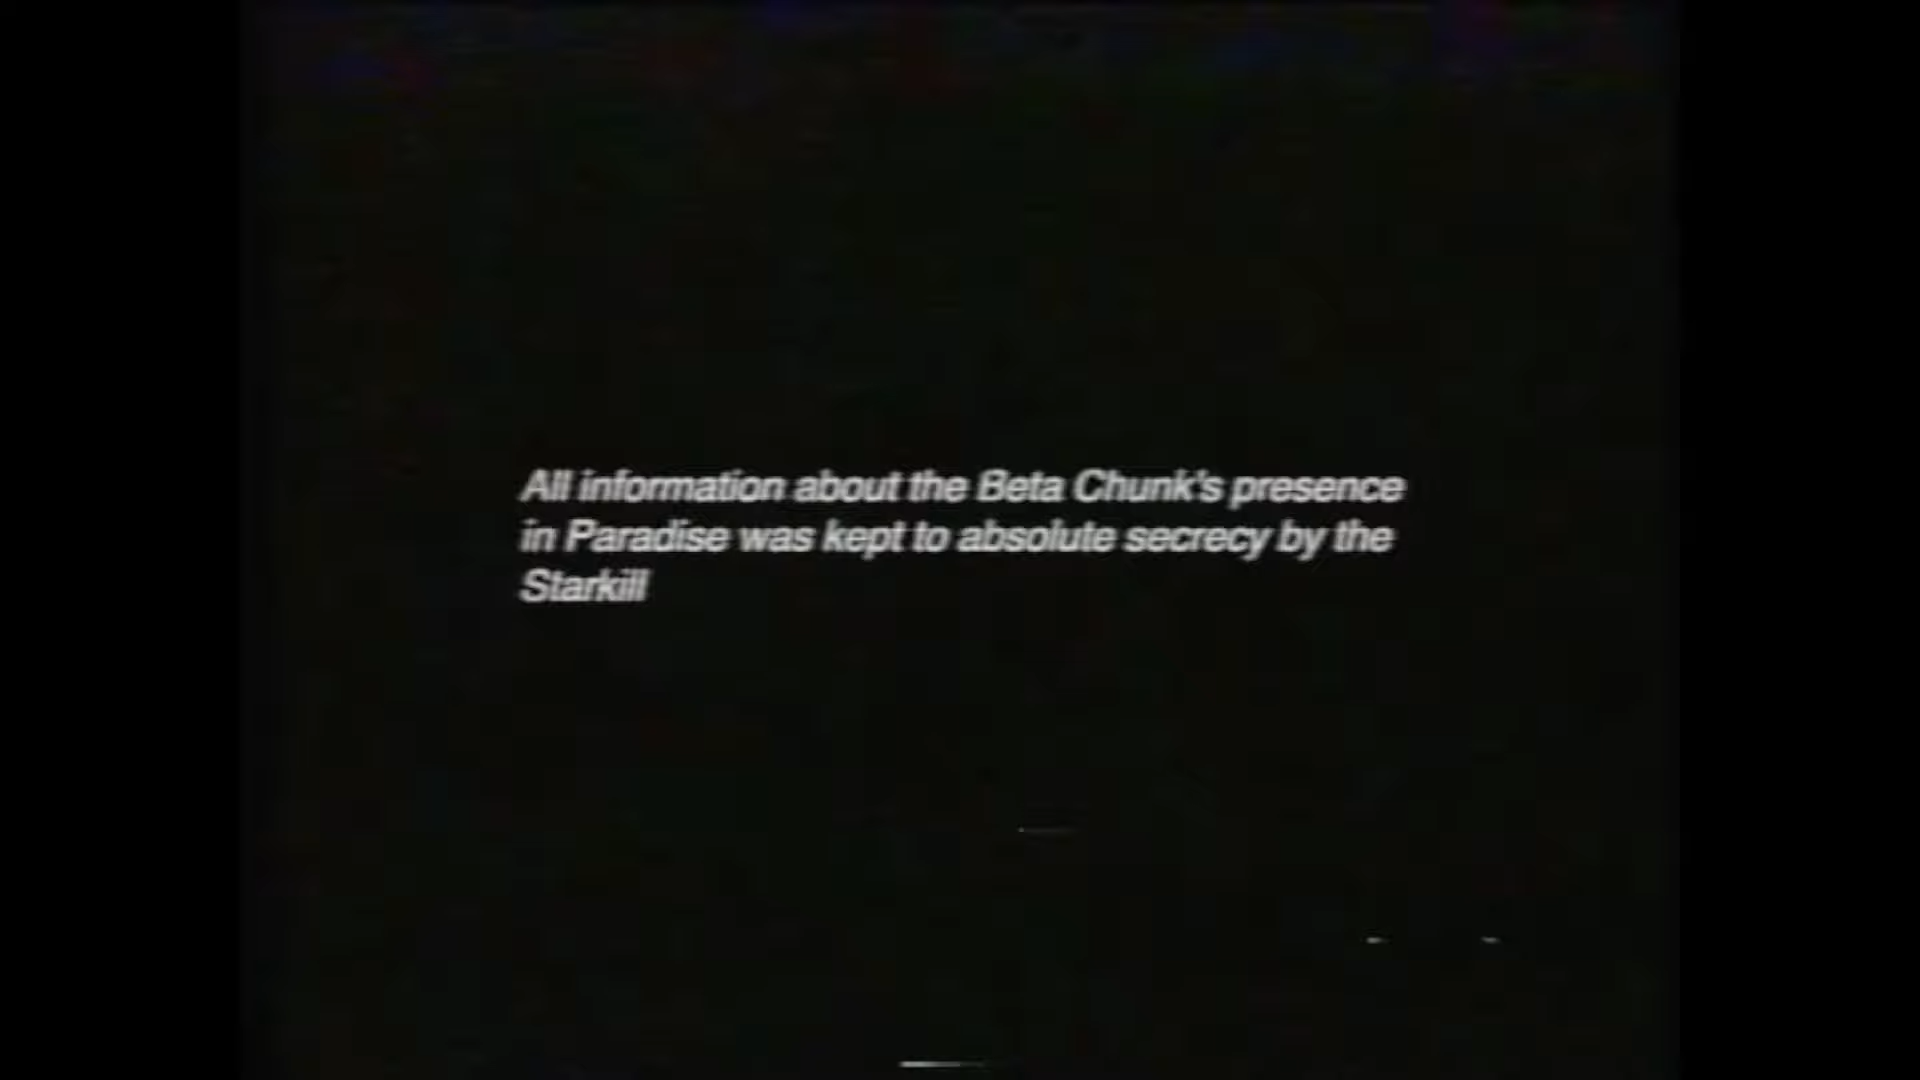 All information about the Beta Chunk's presence
in Paradise was kept to absolute secrecy by the
Starkill